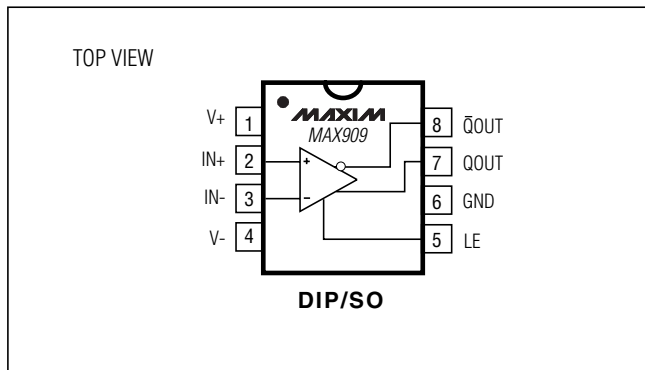 TOP VIEW
MAXIM
MAX909
V+ 1
IN+ 2
IN- 3
V- 4
8 Q̄OUT
7 QOUT
6 GND
5 LE
+
−
DIP/SO